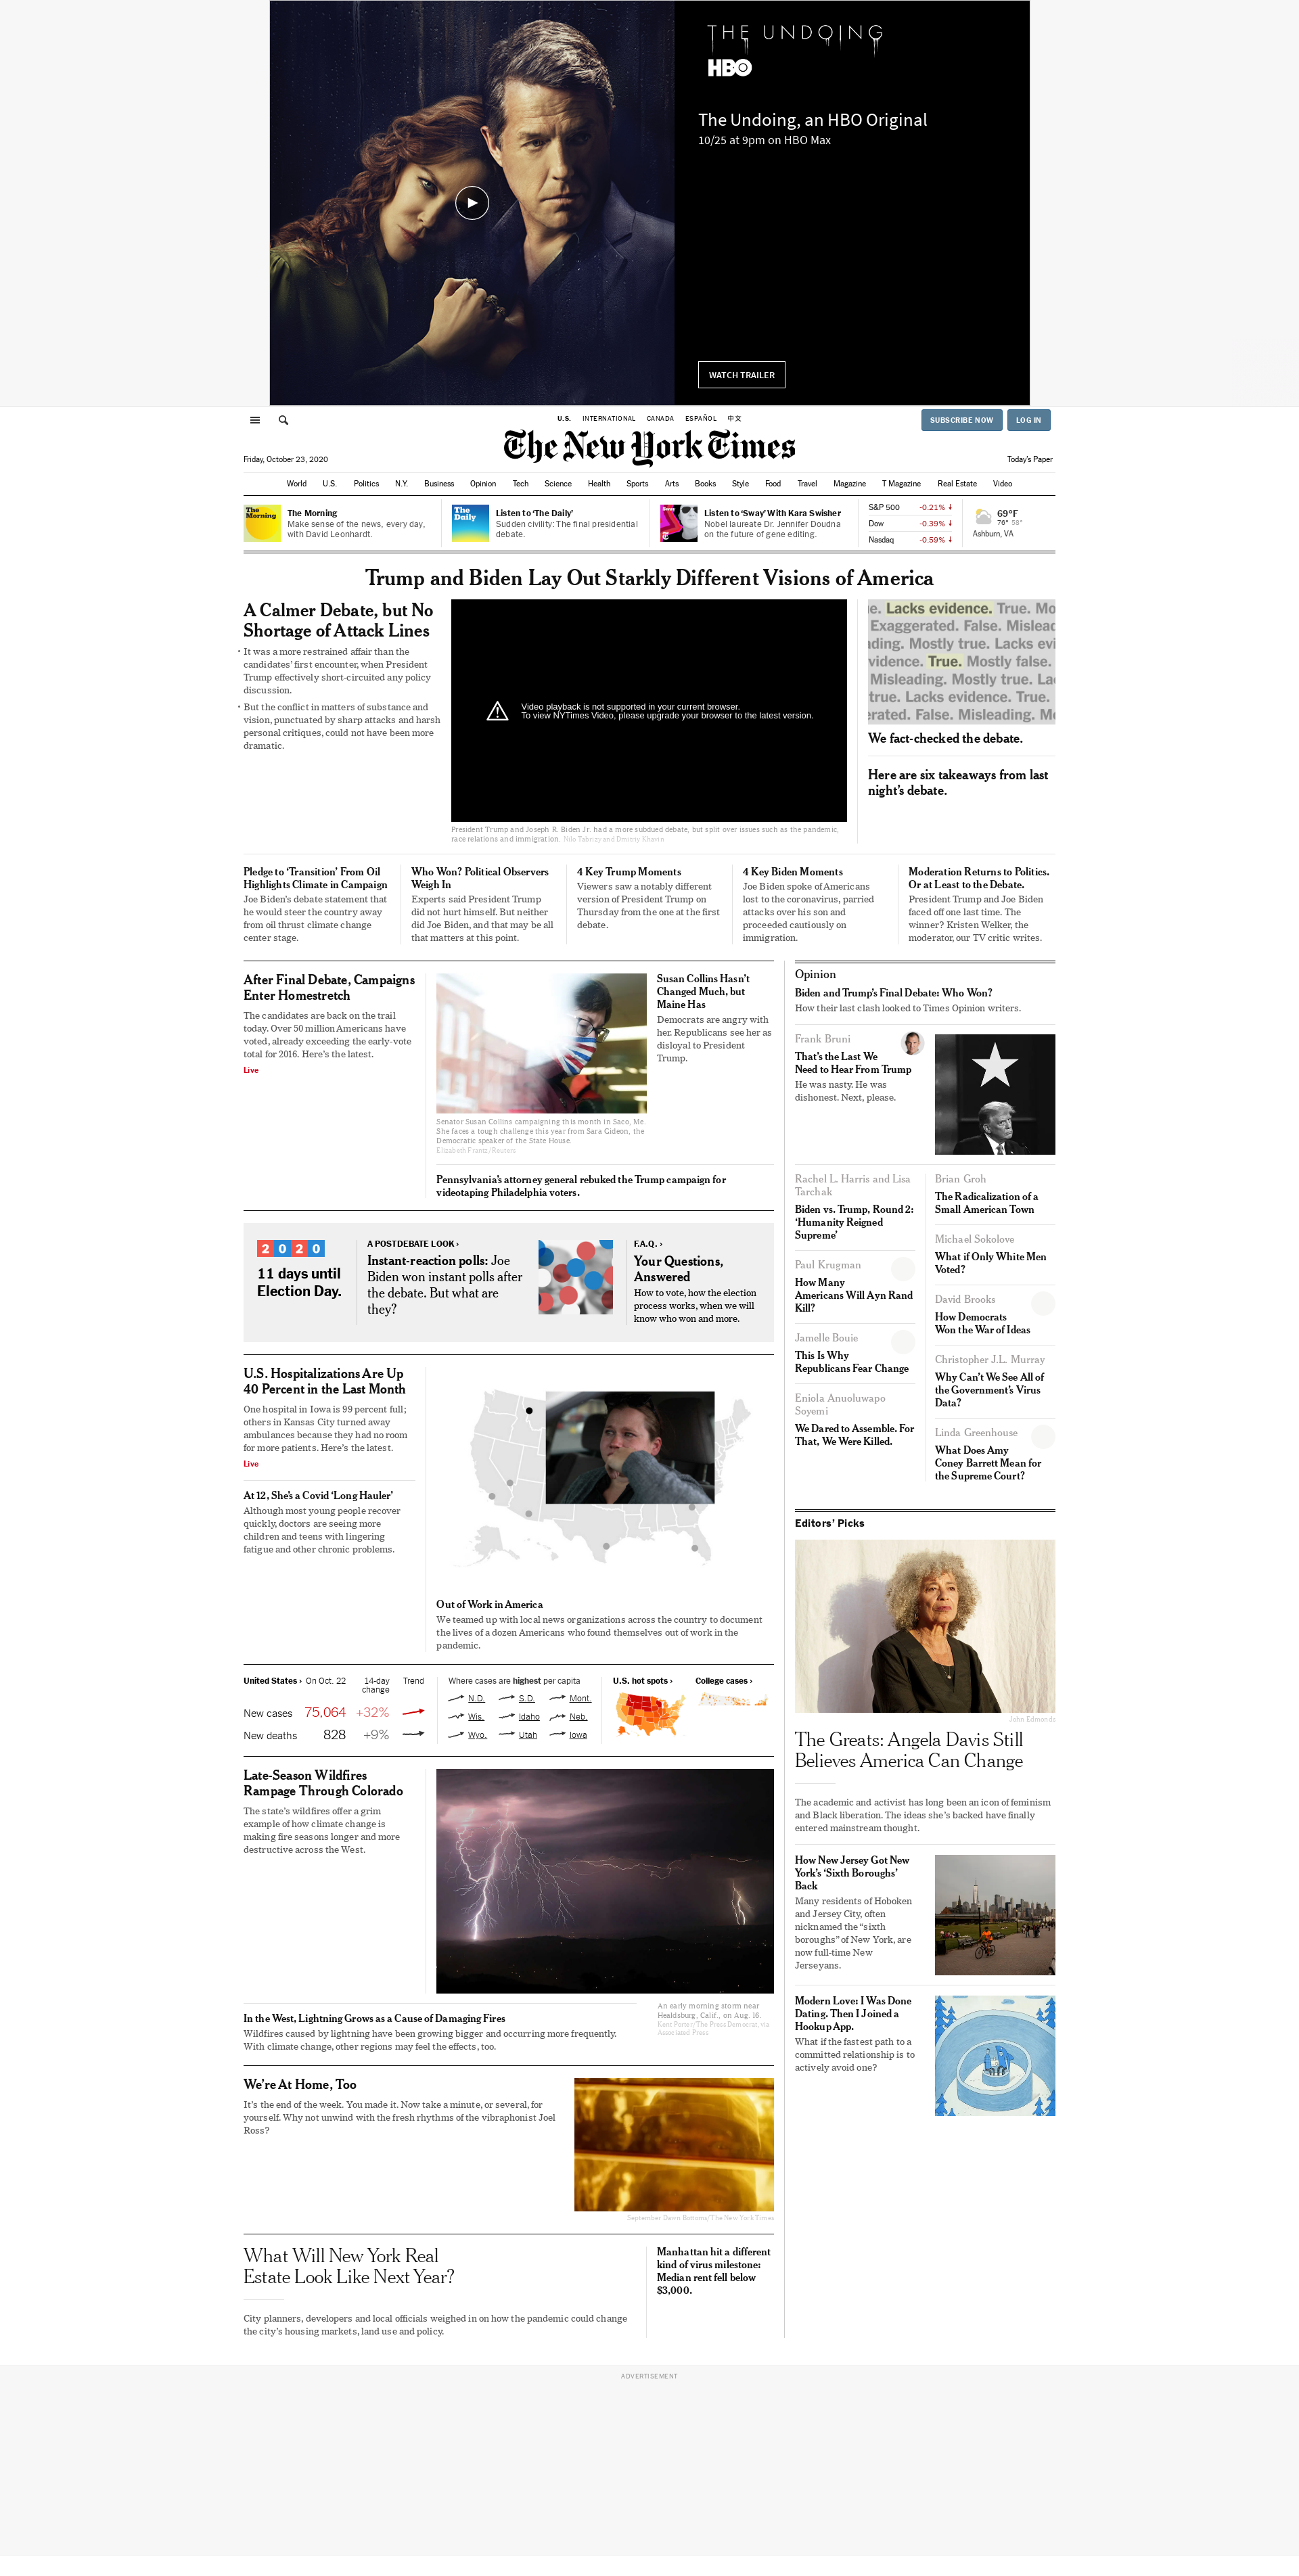 THE UNDOING
HBO
The Undoing, an HBO Original
10/25 at 9pm on HBO Max
WATCH TRAILER
U.S. INTERNATIONAL CANADA ESPAÑOL 中文
SUBSCRIBE NOW LOG IN
The New York Times
Friday, October 23, 2020
Today's Paper
World U.S. Politics N.Y. Business Opinion Tech Science Health Sports Arts Books Style Food Travel Magazine T Magazine Real Estate Video
The Morning
The Morning
Make sense of the news, every day,
with David Leonhardt.
The Daily
Listen to 'The Daily'
Sudden civility: The final presidential
debate.
Sway
Listen to 'Sway' With Kara Swisher
Nobel laureate Dr. Jennifer Doudna
on the future of gene editing.
S&P 500 -0.21%
Dow -0.39%
Nasdaq -0.59%
69°F
76° 58°
Ashburn, VA
Trump and Biden Lay Out Starkly Different Visions of America
A Calmer Debate, but No
Shortage of Attack Lines
• It was a more restrained affair than the
candidates' first encounter, when President
Trump effectively short-circuited any policy
discussion.
• But the conflict in matters of substance and
vision, punctuated by sharp attacks and harsh
personal critiques, could not have been more
dramatic.
Video playback is not supported in your current browser.
To view NYTimes Video, please upgrade your browser to the latest version.
President Trump and Joseph R. Biden Jr. had a more subdued debate, but split over issues such as the pandemic,
race relations and immigration. Nilo Tabrizy and Dmitriy Khavin
e. Lacks evidence. True. Mo
Exaggerated. False. Mislead
ding. Mostly true. Lacks evi
vidence. True. Mostly false.
Misleading. Mostly true. La
true. Lacks evidence. True.
erated. False. Misleading. M
We fact-checked the debate.
Here are six takeaways from last
night's debate.
Pledge to 'Transition' From Oil
Highlights Climate in Campaign
Joe Biden's debate statement that
he would steer the country away
from oil thrust climate change
center stage.
Who Won? Political Observers
Weigh In
Experts said President Trump
did not hurt himself. But neither
did Joe Biden, and that may be all
that matters at this point.
4 Key Trump Moments
Viewers saw a notably different
version of President Trump on
Thursday from the one at the first
debate.
4 Key Biden Moments
Joe Biden spoke of Americans
lost to the coronavirus, parried
attacks over his son and
proceeded cautiously on
immigration.
Moderation Returns to Politics.
Or at Least to the Debate.
President Trump and Joe Biden
faced off one last time. The
winner? Kristen Welker, the
moderator, our TV critic writes.
After Final Debate, Campaigns
Enter Homestretch
The candidates are back on the trail
today. Over 50 million Americans have
voted, already exceeding the early-vote
total for 2016. Here's the latest.
Live
Senator Susan Collins campaigning this month in Saco, Me.
She faces a tough challenge this year from Sara Gideon, the
Democratic speaker of the State House.
Elizabeth Frantz/Reuters
Susan Collins Hasn't
Changed Much, but
Maine Has
Democrats are angry with
her. Republicans see her as
disloyal to President
Trump.
Pennsylvania's attorney general rebuked the Trump campaign for
videotaping Philadelphia voters.
2020
11 days until
Election Day.
A POSTDEBATE LOOK ›
Instant-reaction polls: Joe
Biden won instant polls after
the debate. But what are
they?
F.A.Q. ›
Your Questions,
Answered
How to vote, how the election
process works, when we will
know who won and more.
U.S. Hospitalizations Are Up
40 Percent in the Last Month
One hospital in Iowa is 99 percent full;
others in Kansas City turned away
ambulances because they had no room
for more patients. Here's the latest.
Live
At 12, She's a Covid 'Long Hauler'
Although most young people recover
quickly, doctors are seeing more
children and teens with lingering
fatigue and other chronic problems.
Out of Work in America
We teamed up with local news organizations across the country to document
the lives of a dozen Americans who found themselves out of work in the
pandemic.
United States › On Oct. 22 14-day change Trend
New cases 75,064 +32%
New deaths 828 +9%
Where cases are highest per capita
N.D. S.D. Mont.
Wis. Idaho Neb.
Wyo. Utah Iowa
U.S. hot spots › College cases ›
Late-Season Wildfires
Rampage Through Colorado
The state's wildfires offer a grim
example of how climate change is
making fire seasons longer and more
destructive across the West.
In the West, Lightning Grows as a Cause of Damaging Fires
Wildfires caused by lightning have been growing bigger and occurring more frequently.
With climate change, other regions may feel the effects, too.
An early morning storm near
Healdsburg, Calif., on Aug. 16.
Kent Porter/The Press Democrat, via
Associated Press
We're At Home, Too
It's the end of the week. You made it. Now take a minute, or several, for
yourself. Why not unwind with the fresh rhythms of the vibraphonist Joel
Ross?
September Dawn Bottoms/The New York Times
What Will New York Real
Estate Look Like Next Year?
City planners, developers and local officials weighed in on how the pandemic could change
the city's housing markets, land use and policy.
Manhattan hit a different
kind of virus milestone:
Median rent fell below
$3,000.
Opinion
Biden and Trump's Final Debate: Who Won?
How their last clash looked to Times Opinion writers.
Frank Bruni
That's the Last We
Need to Hear From Trump
He was nasty. He was
dishonest. Next, please.
Rachel L. Harris and Lisa
Tarchak
Biden vs. Trump, Round 2:
'Humanity Reigned
Supreme'
Paul Krugman
How Many
Americans Will Ayn Rand
Kill?
Jamelle Bouie
This Is Why
Republicans Fear Change
Eniola Anuoluwapo
Soyemi
We Dared to Assemble. For
That, We Were Killed.
Brian Groh
The Radicalization of a
Small American Town
Michael Sokolove
What if Only White Men
Voted?
David Brooks
How Democrats
Won the War of Ideas
Christopher J.L. Murray
Why Can't We See All of
the Government's Virus
Data?
Linda Greenhouse
What Does Amy
Coney Barrett Mean for
the Supreme Court?
Editors' Picks
John Edmonds
The Greats: Angela Davis Still
Believes America Can Change
The academic and activist has long been an icon of feminism
and Black liberation. The ideas she's backed have finally
entered mainstream thought.
How New Jersey Got New
York's 'Sixth Boroughs'
Back
Many residents of Hoboken
and Jersey City, often
nicknamed the "sixth
boroughs" of New York, are
now full-time New
Jerseyans.
Modern Love: I Was Done
Dating. Then I Joined a
Hookup App.
What if the fastest path to a
committed relationship is to
actively avoid one?
ADVERTISEMENT